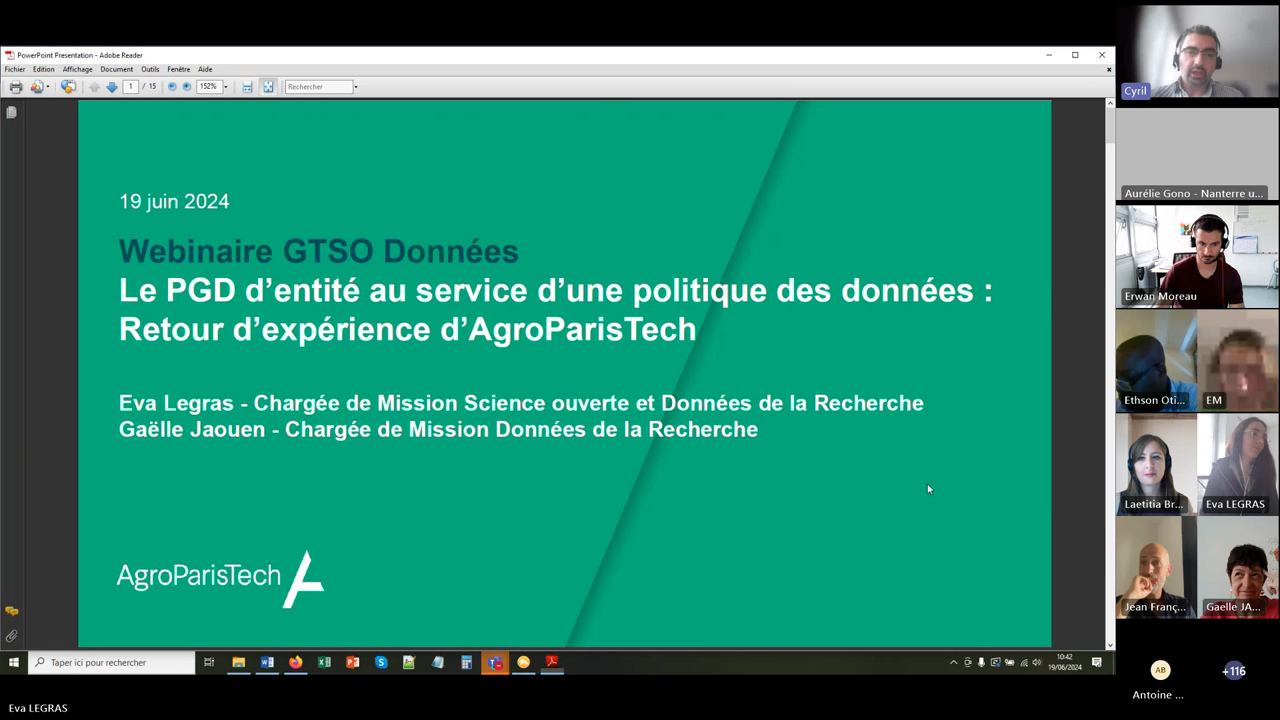 PowerPoint Presentation - Adobe Reader
Fichier Edition Affichage Document Outils Fenêtre Aide
1 / 15 152% Rechercher
19 juin 2024
Webinaire GTSO Données
Le PGD d’entité au service d’une politique des données :
Retour d’expérience d’AgroParisTech
Eva Legras - Chargée de Mission Science ouverte et Données de la Recherche
Gaëlle Jaouen - Chargée de Mission Données de la Recherche
AgroParisTech
Taper ici pour rechercher
10:42
19/06/2024
Eva LEGRAS
Cyril
Aurélie Gono - Nanterre u...
Erwan Moreau
Ethson Oti...
EM
Laetitia Br...
Eva LEGRAS
Jean Franç...
Gaelle JA...
AB
+116
Antoine ...